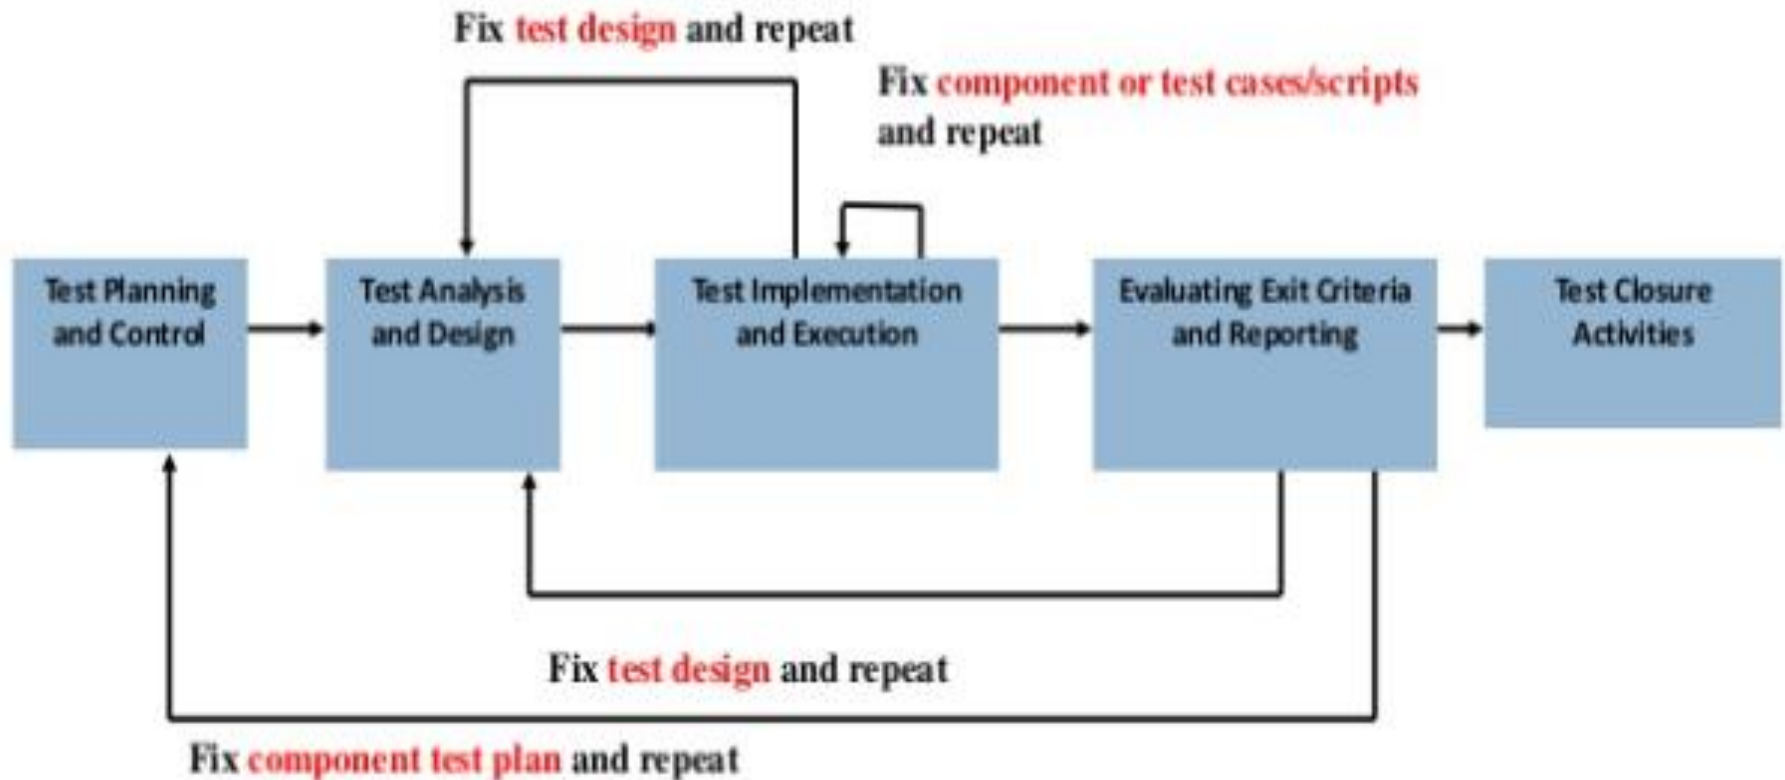 Fix test design and repeat
Fix component or test cases/scripts
and repeat
Test Planning
and Control
Test Analysis
and Design
Test Implementation
and Execution
Evaluating Exit Criteria
and Reporting
Test Closure
Activities
Fix test design and repeat
Fix component test plan and repeat